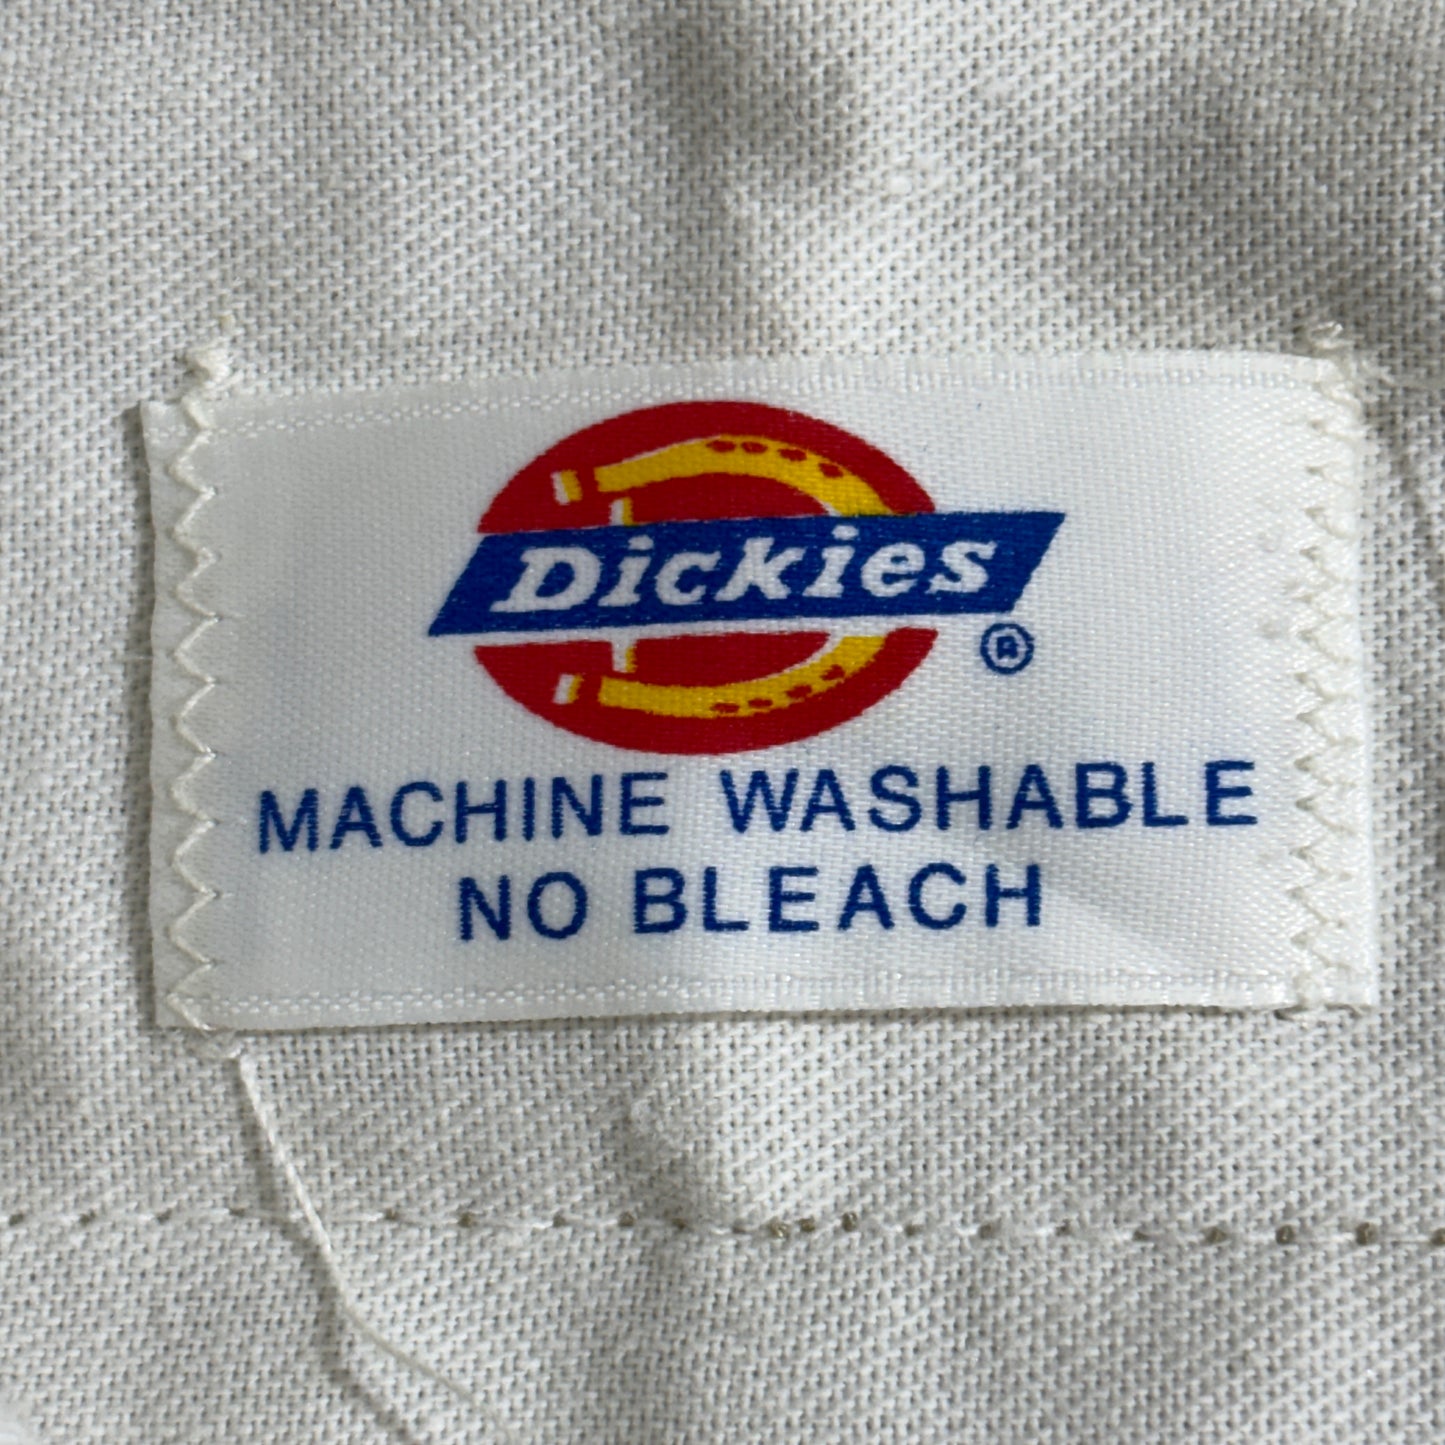 Dickies
®
MACHINE WASHABLE
NO BLEACH